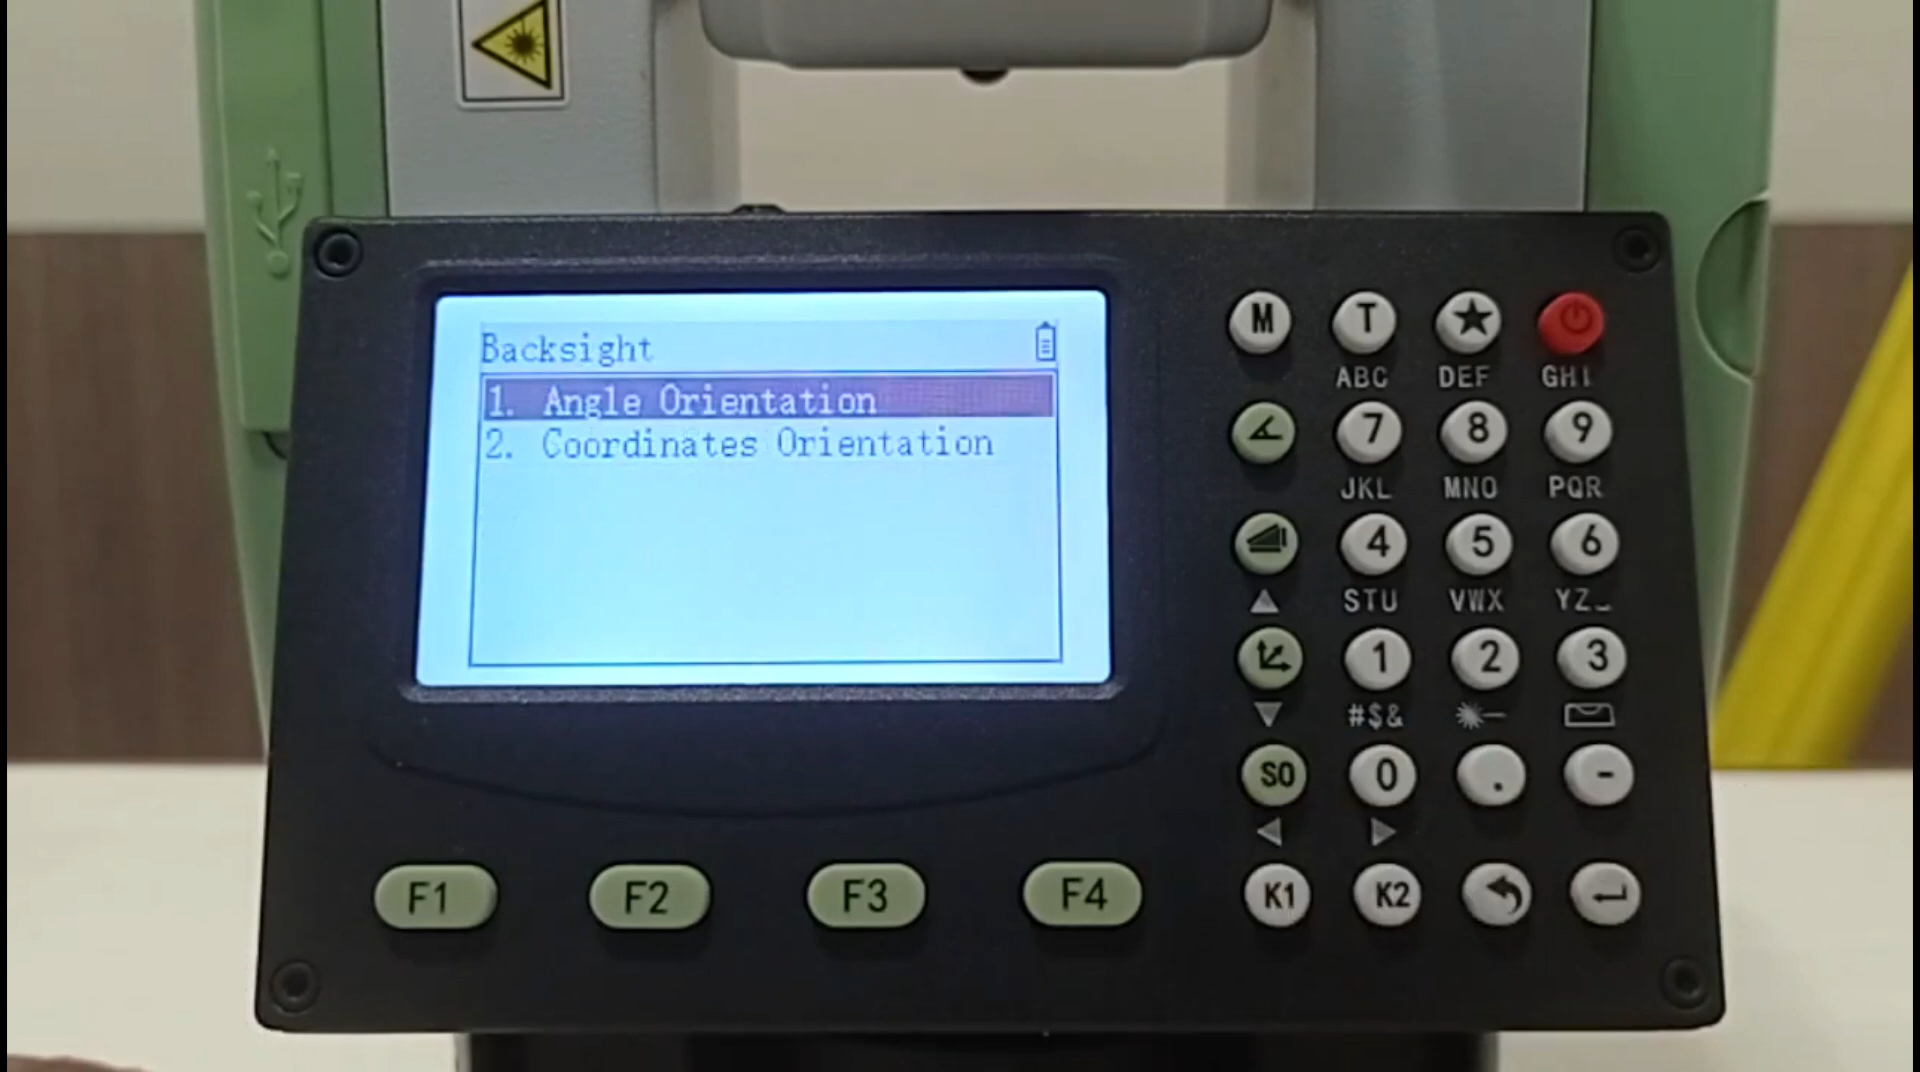 Backsight
1. Angle Orientation
2. Coordinates Orientation
M T ★
ABC DEF GHI
7 8 9
JKL MNO PQR
4 5 6
STU VWX YZ_
1 2 3
#$&
SO 0 . -
F1 F2 F3 F4 K1 K2